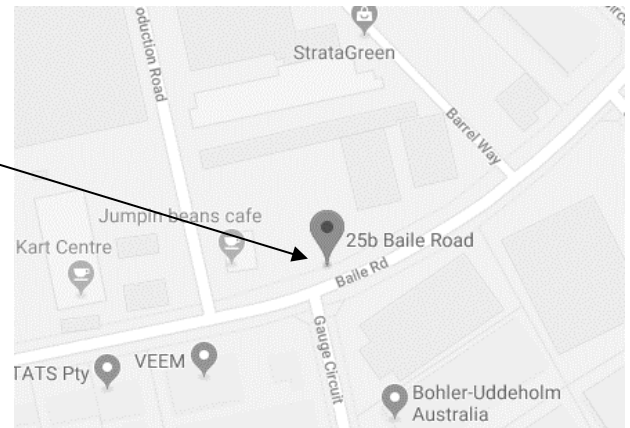 oduction Road
StrataGreen
Barrel Way
Jumpin beans cafe
Kart Centre
25b Baile Road
Baile Rd
Gauge Circuit
TATS Pty
VEEM
Bohler-Uddeholm
Australia